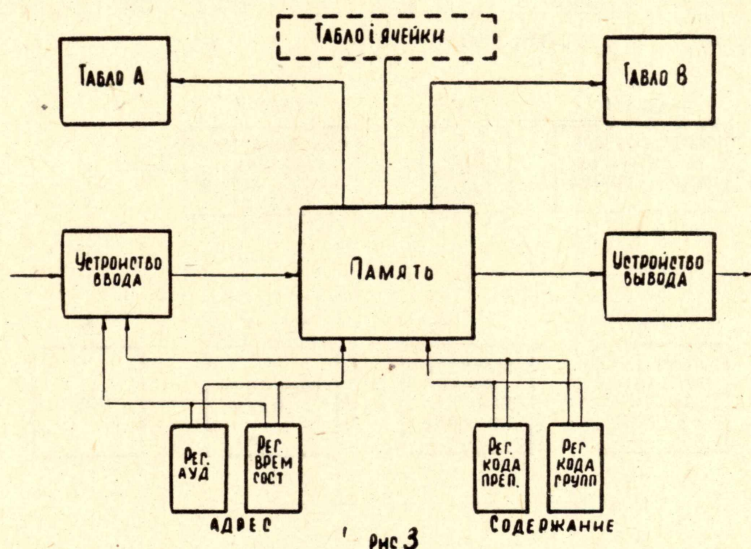 ТАБЛО i ЯЧЕЙКИ
ТАБЛО А
ТАБЛО В
УСТРОЙСТВО
ВВОДА
ПАМЯТЬ
УСТРОЙСТВО
ВЫВОДА
РЕГ.
АУД
РЕГ.
ВРЕМ
СОСТ
РЕГ.
КОДА
ПРЕП.
РЕГ
КОДА
ГРУПП
АДРЕС
СОДЕРЖАНИЕ
Рис 3